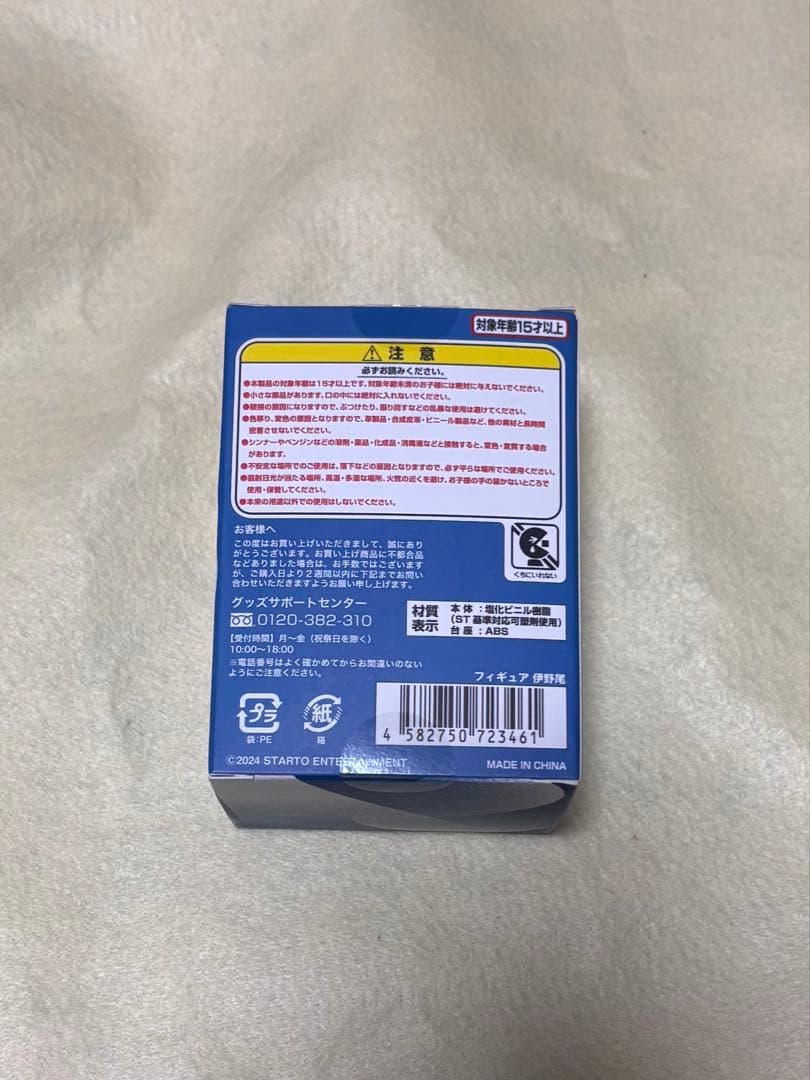 対象年齢15才以上
⚠ 注意
必ずお読みください。
●本製品の対象年齢は15才以上です。対象年齢未満のお子様には絶対に与えないでください。
●小さな部品があります。口の中には絶対に入れないでください。
●破損の原因になりますので、ぶつけたり、振り回すなどの乱暴な使用は避けてください。
●色移り、変色の原因となりますので、革製品・合成皮革・ビニール製品など、他の素材と長時間
密着させないでください。
●シンナーやベンジンなどの溶剤・薬品・化成品・消毒液などと接触すると、変色・変質する場合
があります。
●不安定な場所でのご使用は、落下などの原因となりますので、必ず平らな場所でご使用ください。
●直射日光が当たる場所、高温・多湿な場所、火気の近くを避け、お子様の手の届かないところで
使用・保管してください。
●本来の用途以外での使用はしないでください。
お客様へ
この度はお買い上げいただきまして、誠にあり
がとうございます。お買い上げ商品に不都合品
などありました場合は、お手数ではございます
が、ご購入日より2週間以内に下記までお問い
合わせいただきますようお願い申し上げます。
くちにいれない
グッズサポートセンター
0120-382-310
【受付時間】月〜金（祝祭日を除く）
10:00〜18:00
※電話番号はよく確かめてからお間違いのない
ようにご注意ください。
材質
表示
本体：塩化ビニル樹脂
（ST基準対応可塑剤使用）
台座：ABS
フィギュア 伊野尾
プラ
袋:PE
紙
箱
4 582750 723461
©2024 STARTO ENTERTAINMENT
MADE IN CHINA